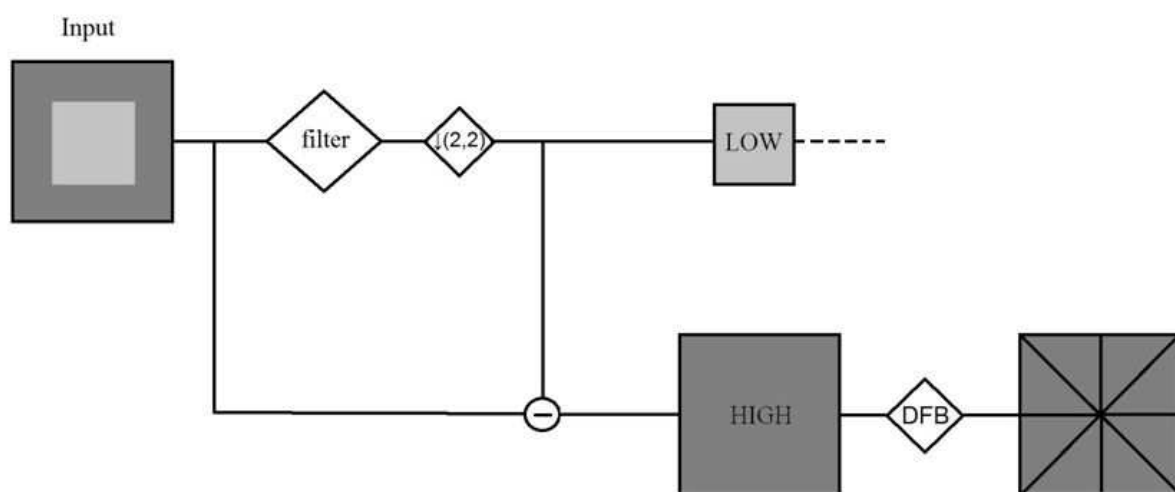 Input
filter
↓(2,2)
LOW
−
HIGH
DFB